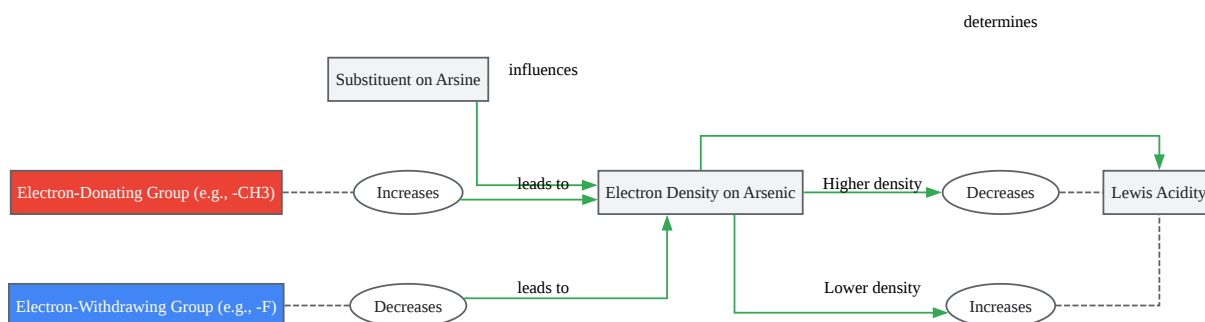 determines
Substituent on Arsine
influences
Electron-Donating Group (e.g., -CH3)
Increases
leads to
Electron Density on Arsenic
Higher density
Decreases
Lewis Acidity
Electron-Withdrawing Group (e.g., -F)
Decreases
leads to
Lower density
Increases